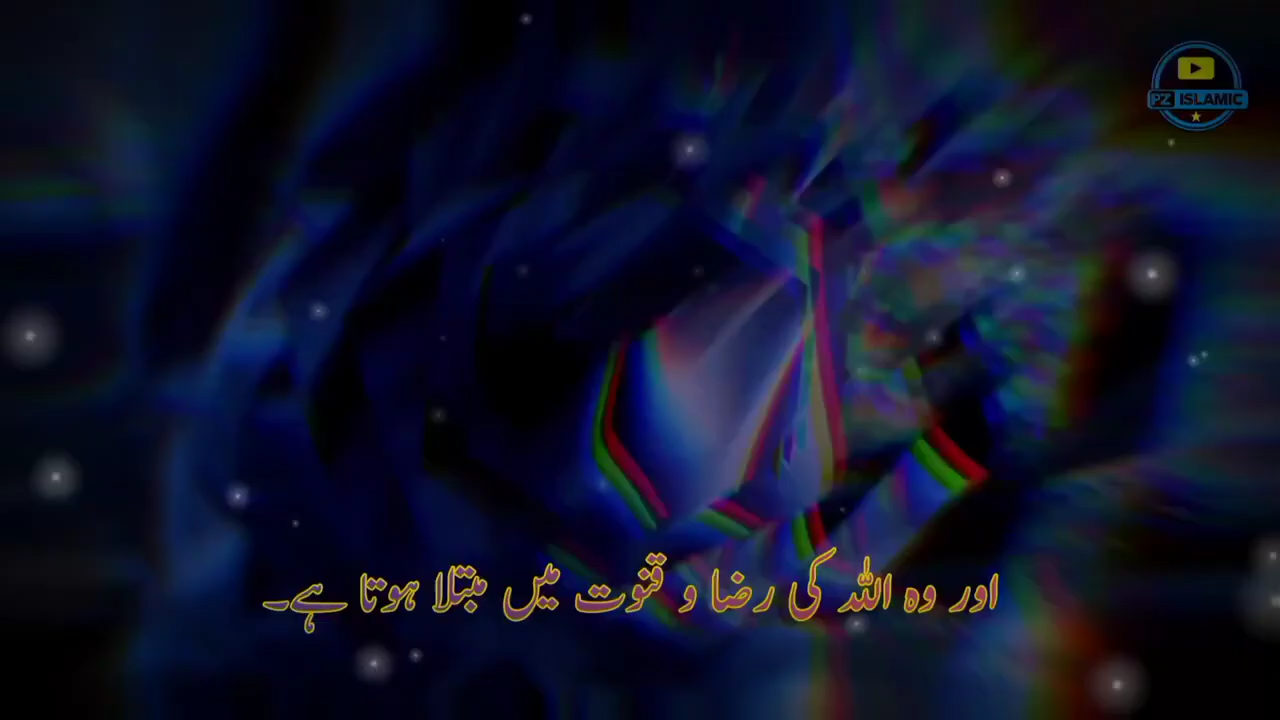 PZ ISLAMIC
اور وہ اللہ کی رضا و قنوت میں مبتلا ہوتا ہے۔